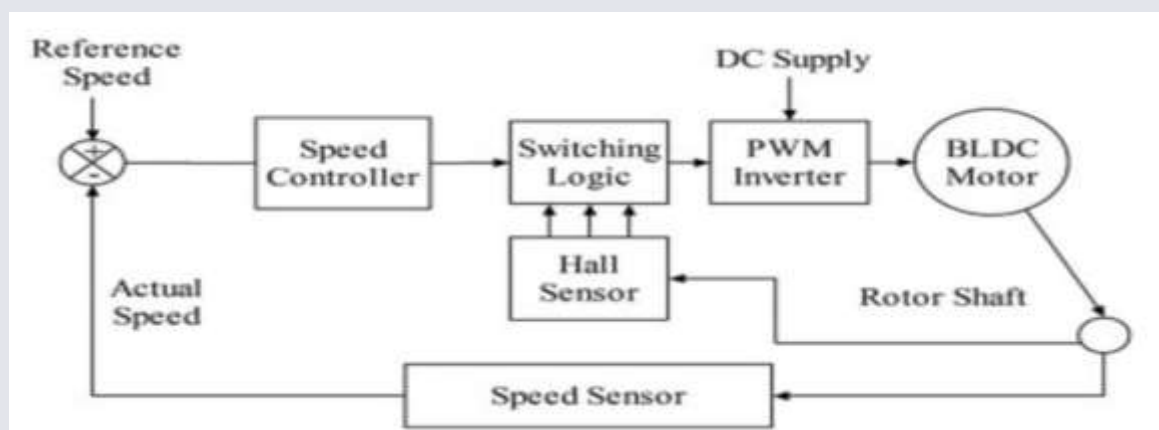 Reference
Speed
DC Supply
+
-
Speed
Controller
Switching
Logic
PWM
Inverter
BLDC
Motor
Hall
Sensor
Actual
Speed
Rotor Shaft
Speed Sensor